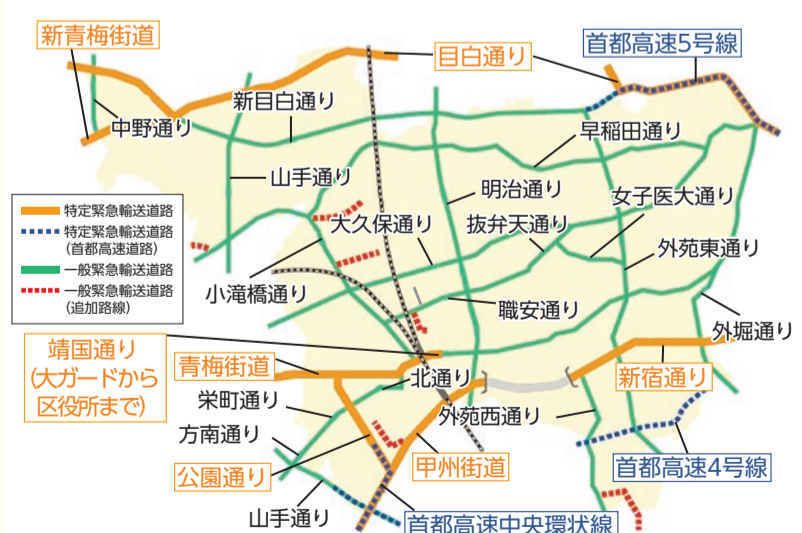 新青梅街道
目白通り
首都高速5号線
新目白通り
中野通り
早稲田通り
山手通り
明治通り
女子医大通り
大久保通り
抜弁天通り
外苑東通り
特定緊急輸送道路
特定緊急輸送道路
(首都高速道路)
一般緊急輸送道路
一般緊急輸送道路
(追加路線)
小滝橋通り
職安通り
外堀通り
靖国通り
(大ガードから
区役所まで)
青梅街道
北通り
新宿通り
栄町通り
外苑西通り
方南通り
公園通り
甲州街道
首都高速4号線
山手通り
首都高速中央環状線